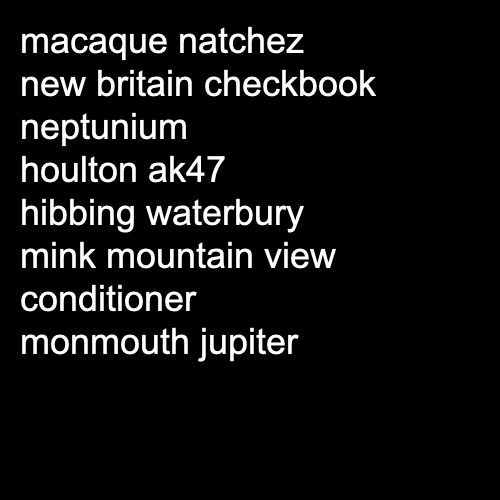 macaque natchez
new britain checkbook
neptunium
houlton ak47
hibbing waterbury
mink mountain view
conditioner
monmouth jupiter